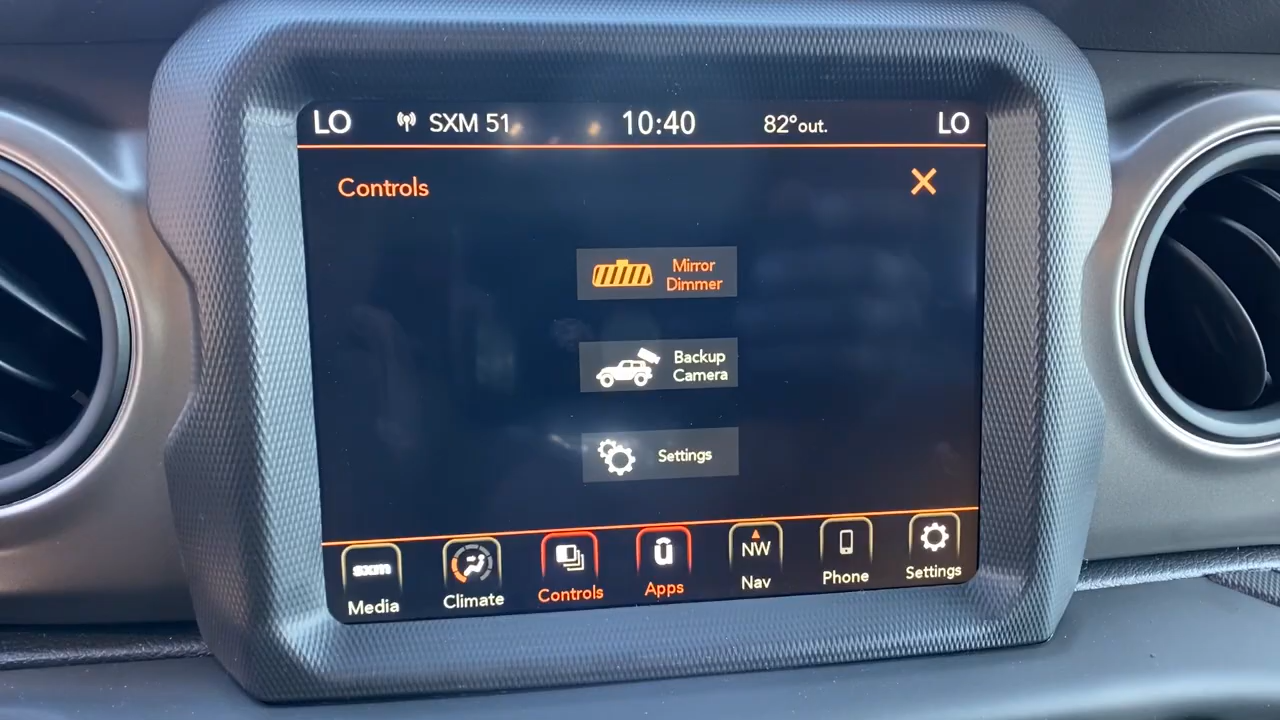 LO SXM 51 10:40 82°out. LO
Controls
Mirror
Dimmer
Backup
Camera
Settings
sxm NW
Media Climate Controls Apps Nav Phone Settings